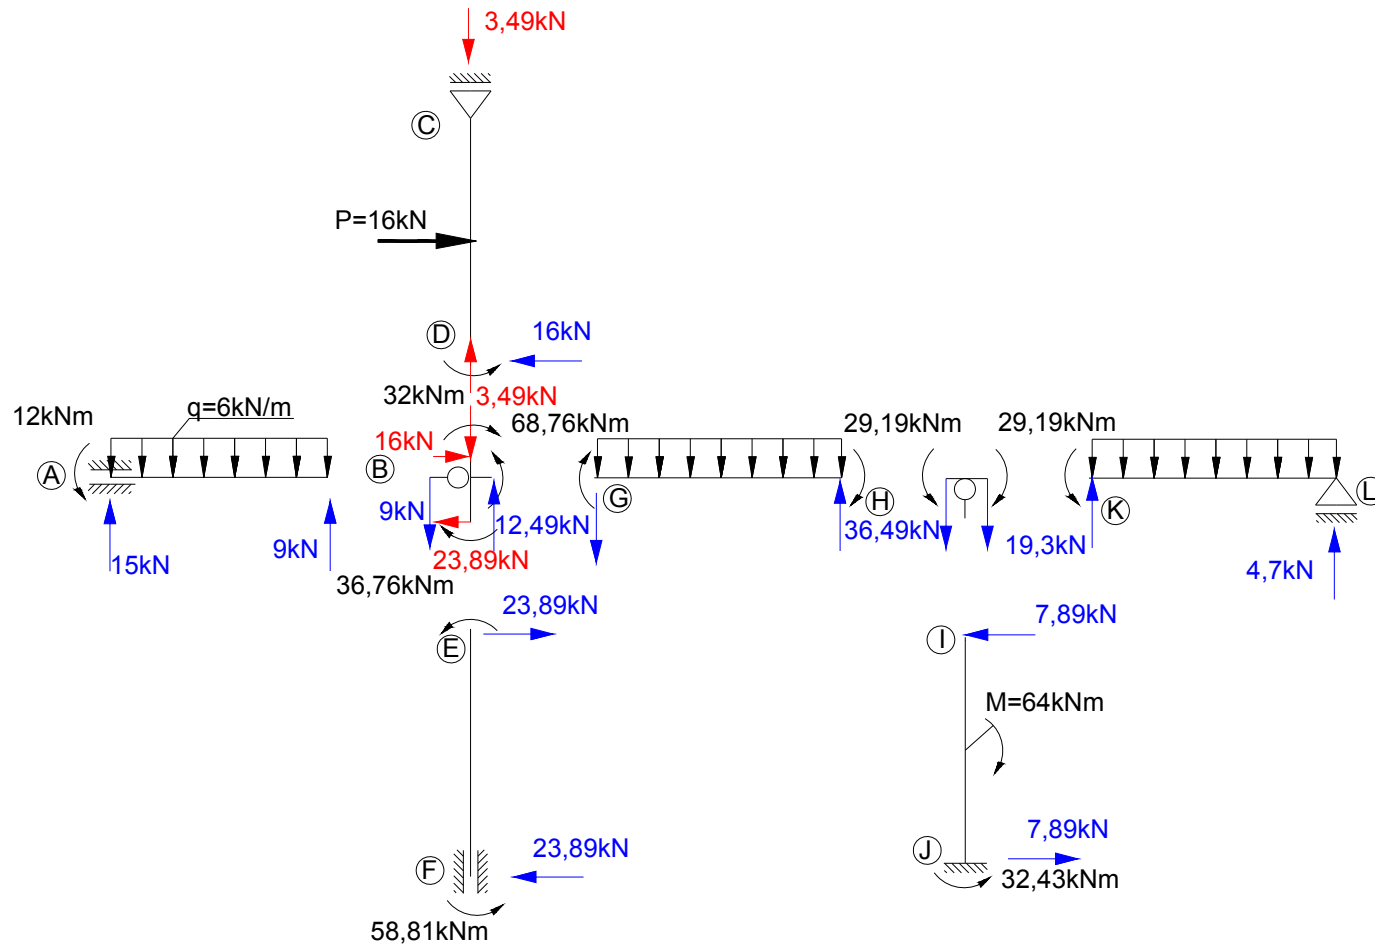 3,49kN
C
P=16kN
D
16kN
32kNm
3,49kN
12kNm
q=6kN/m
68,76kNm
29,19kNm
29,19kNm
16kN
A
B
G
H
K
L
9kN
12,49kN
36,49kN
19,3kN
15kN
9kN
23,89kN
4,7kN
36,76kNm
23,89kN
7,89kN
E
I
M=64kNm
23,89kN
7,89kN
F
J
32,43kNm
58,81kNm